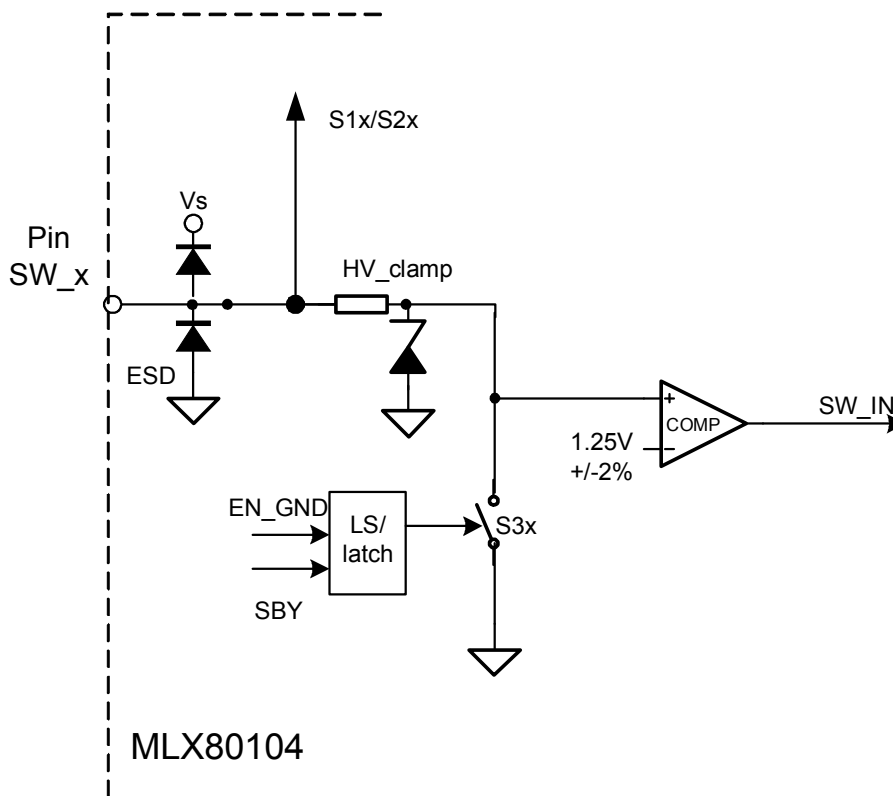 S1x/S2x
Vs
Pin
SW_x
HV_clamp
ESD
+
COMP
-
SW_IN
1.25V
+/-2%
EN_GND
LS/
latch
S3x
SBY
MLX80104